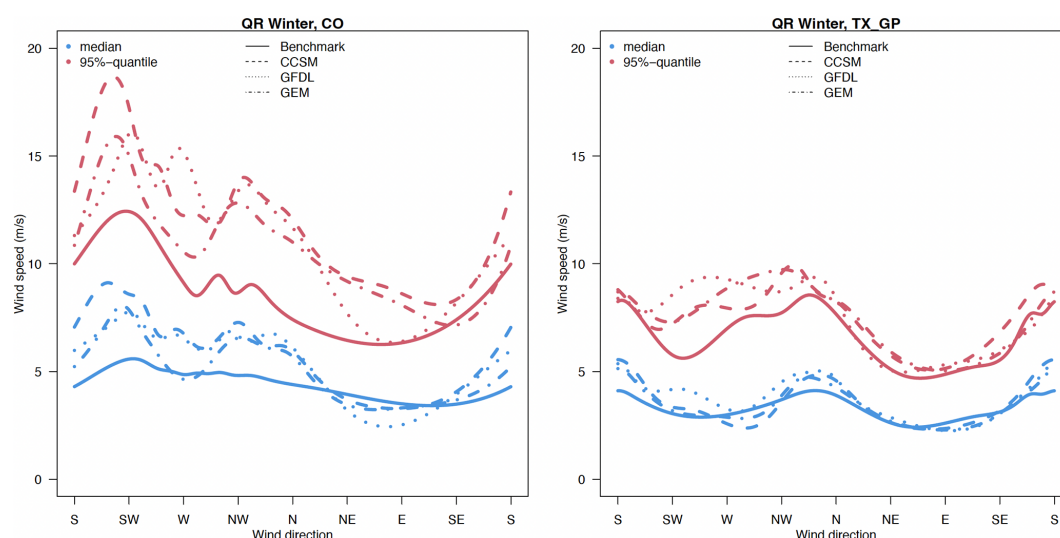 QR Winter, CO
median
95%-quantile
Benchmark
CCSM
GFDL
GEM
20
15
10
5
0
Wind speed (m/s)
S SW W NW N NE E SE S
Wind direction
QR Winter, TX_GP
median
95%-quantile
Benchmark
CCSM
GFDL
GEM
20
15
10
5
0
Wind speed (m/s)
S SW W NW N NE E SE S
Wind direction